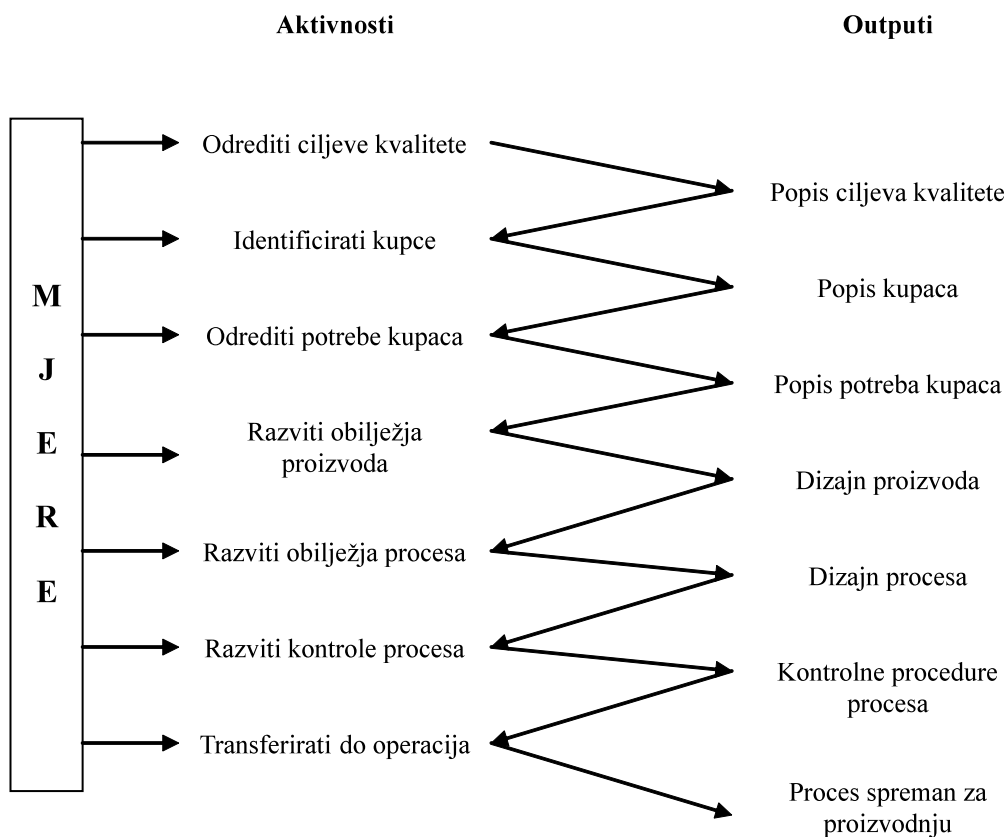 Aktivnosti
Outputi
Odrediti ciljeve kvalitete
Popis ciljeva kvalitete
Identificirati kupce
Popis kupaca
M
J
E
R
E
Odrediti potrebe kupaca
Popis potreba kupaca
Razviti obilježja
proizvoda
Dizajn proizvoda
Razviti obilježja procesa
Dizajn procesa
Razviti kontrole procesa
Kontrolne procedure
procesa
Transferirati do operacija
Proces spreman za
proizvodnju